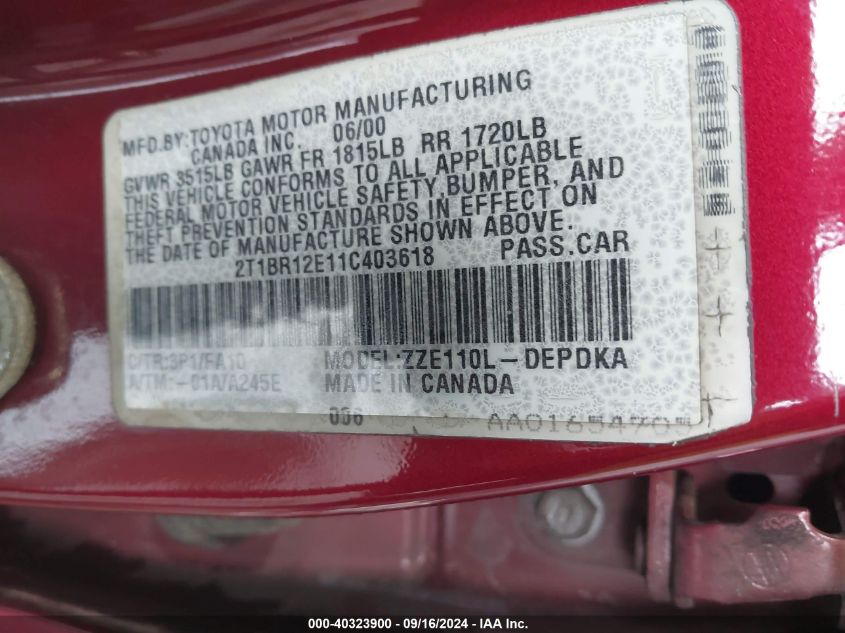 MFD.BY:TOYOTA MOTOR MANUFACTURING
CANADA INC. 06/00
GVWR 3515LB GAWR FR 1815LB RR 1720LB
THIS VEHICLE CONFORMS TO ALL APPLICABLE
FEDERAL MOTOR VEHICLE SAFETY,BUMPER, AND
THEFT PREVENTION STANDARDS IN EFFECT ON
THE DATE OF MANUFACTURE SHOWN ABOVE.
2T1BR12E11C403618 PASS.CAR
C/TR:3P1/FA10 MODEL:ZZE110L-DEPDKA
A/TM:-01A/A245E MADE IN CANADA
006 AA01654705
000-40323900 - 09/16/2024 - IAA Inc.